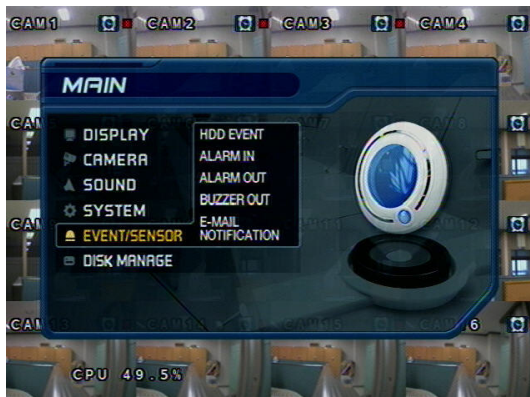 CAM1 CAM2 CAM3 CAM4
MAIN
DISPLAY
CAMERA
SOUND
SYSTEM
EVENT/SENSOR
DISK MANAGE
HDD EVENT
ALARM IN
ALARM OUT
BUZZER OUT
E-MAIL
NOTIFICATION
CPU 49.5%